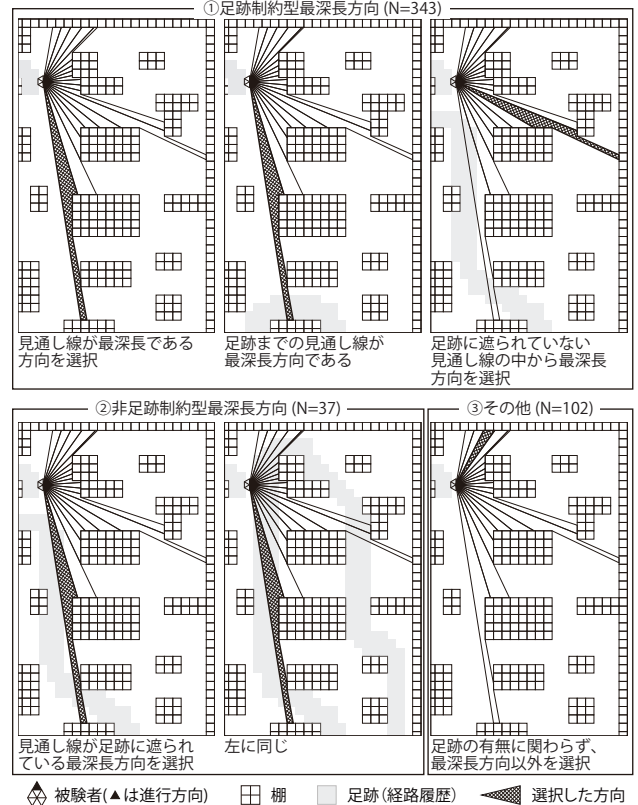 ①足跡制約型最深長方向 (N=343)
見通し線が最深長である
方向を選択
足跡までの見通し線が
最深長方向である
足跡に遮られていない
見通し線の中から最深長
方向を選択
②非足跡制約型最深長方向 (N=37)
③その他 (N=102)
見通し線が足跡に遮られ
ている最深長方向を選択
左に同じ
足跡の有無に関わらず、
最深長方向以外を選択
被験者(▲は進行方向) 棚 足跡(経路履歴) 選択した方向